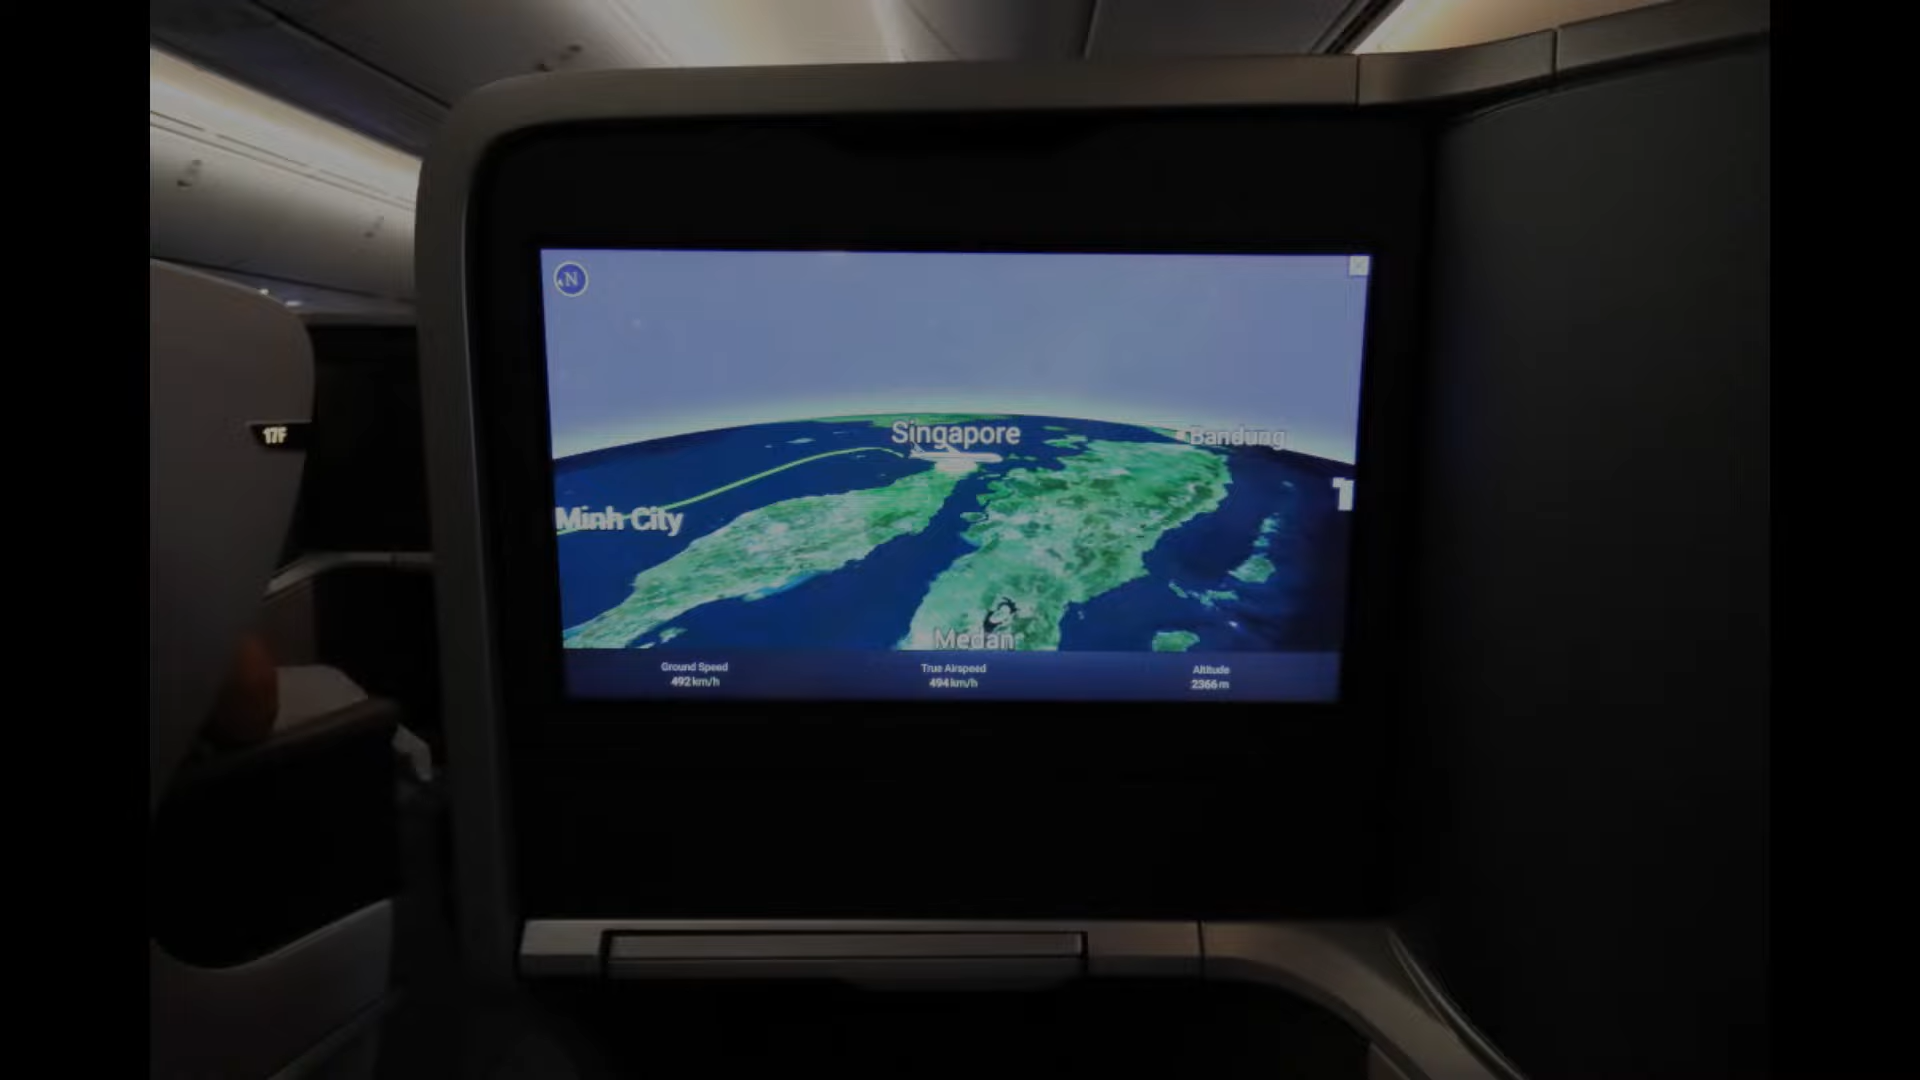 N
Singapore
Bandung
Minh City
17F
Medan
Ground Speed
492 km/h
True Airspeed
494 km/h
Altitude
2366 m